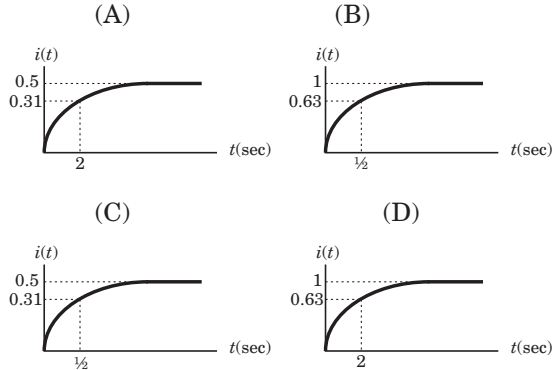 (A)
i(t)
0.5
0.31
2
t(sec)
(B)
i(t)
1
0.63
½
t(sec)
(C)
i(t)
0.5
0.31
½
t(sec)
(D)
i(t)
1
0.63
2
t(sec)